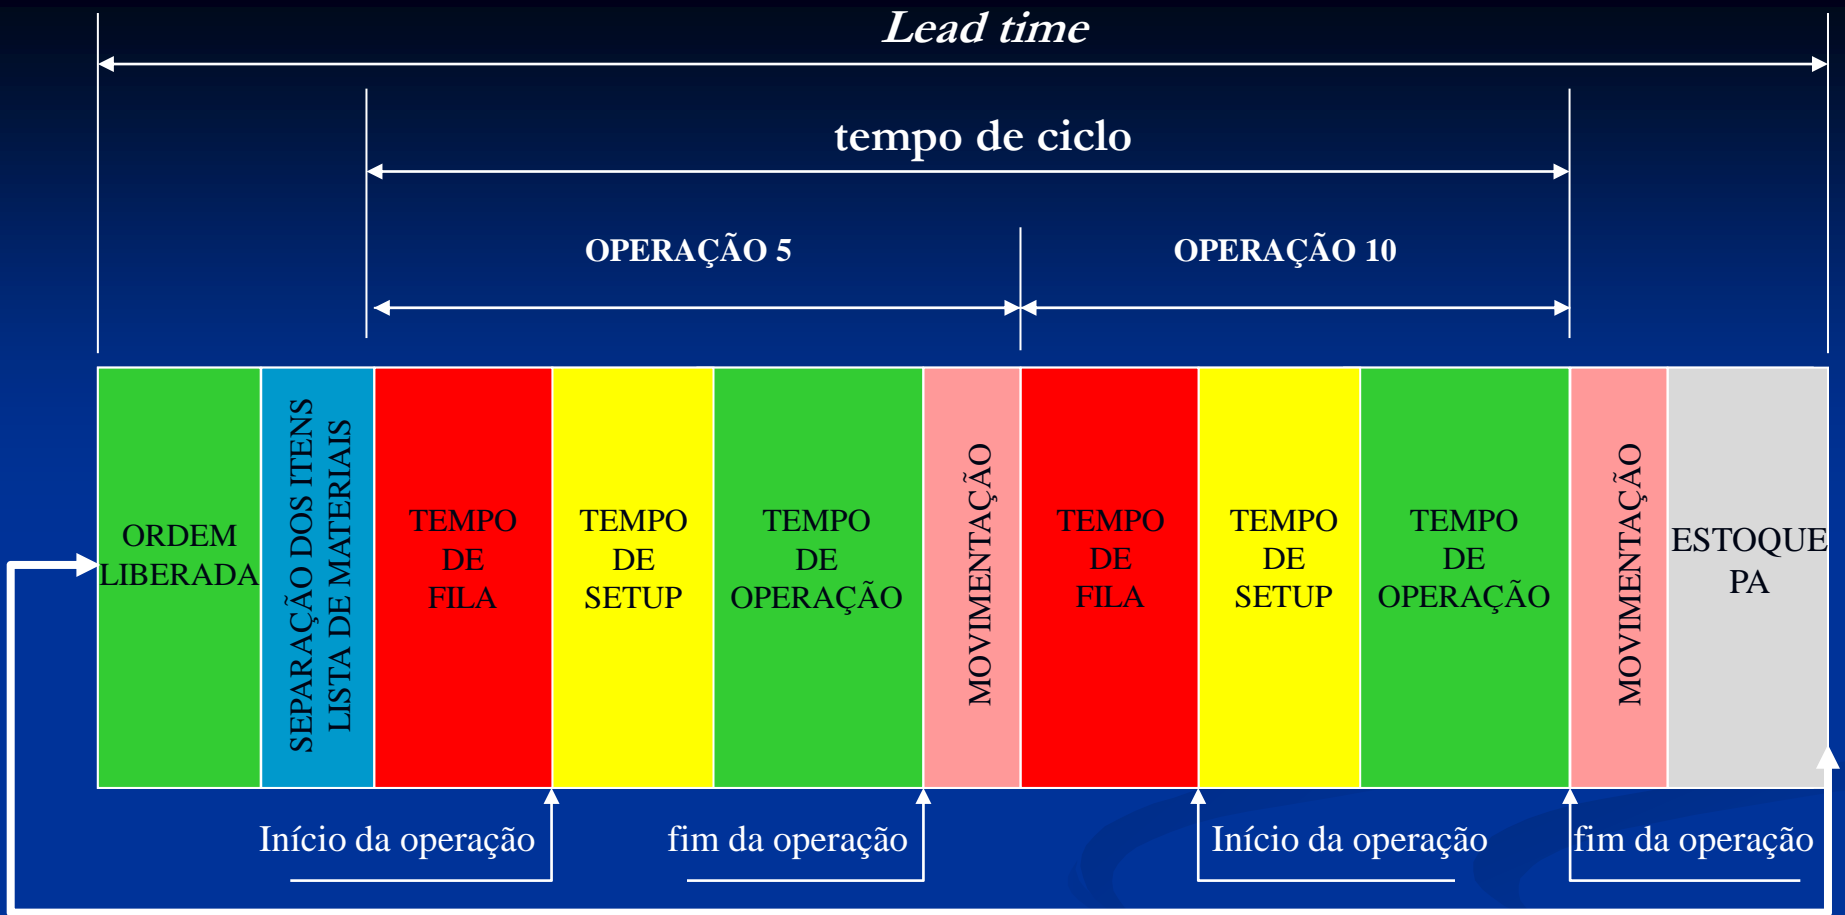 Lead time
tempo de ciclo
OPERAÇÃO 5
OPERAÇÃO 10
ORDEM
LIBERADA
SEPARAÇÃO DOS ITENS
LISTA DE MATERIAIS
TEMPO
DE
FILA
TEMPO
DE
SETUP
TEMPO
DE
OPERAÇÃO
MOVIMENTAÇÃO
TEMPO
DE
FILA
TEMPO
DE
SETUP
TEMPO
DE
OPERAÇÃO
MOVIMENTAÇÃO
ESTOQUE
PA
Início da operação
fim da operação
Início da operação
fim da operação